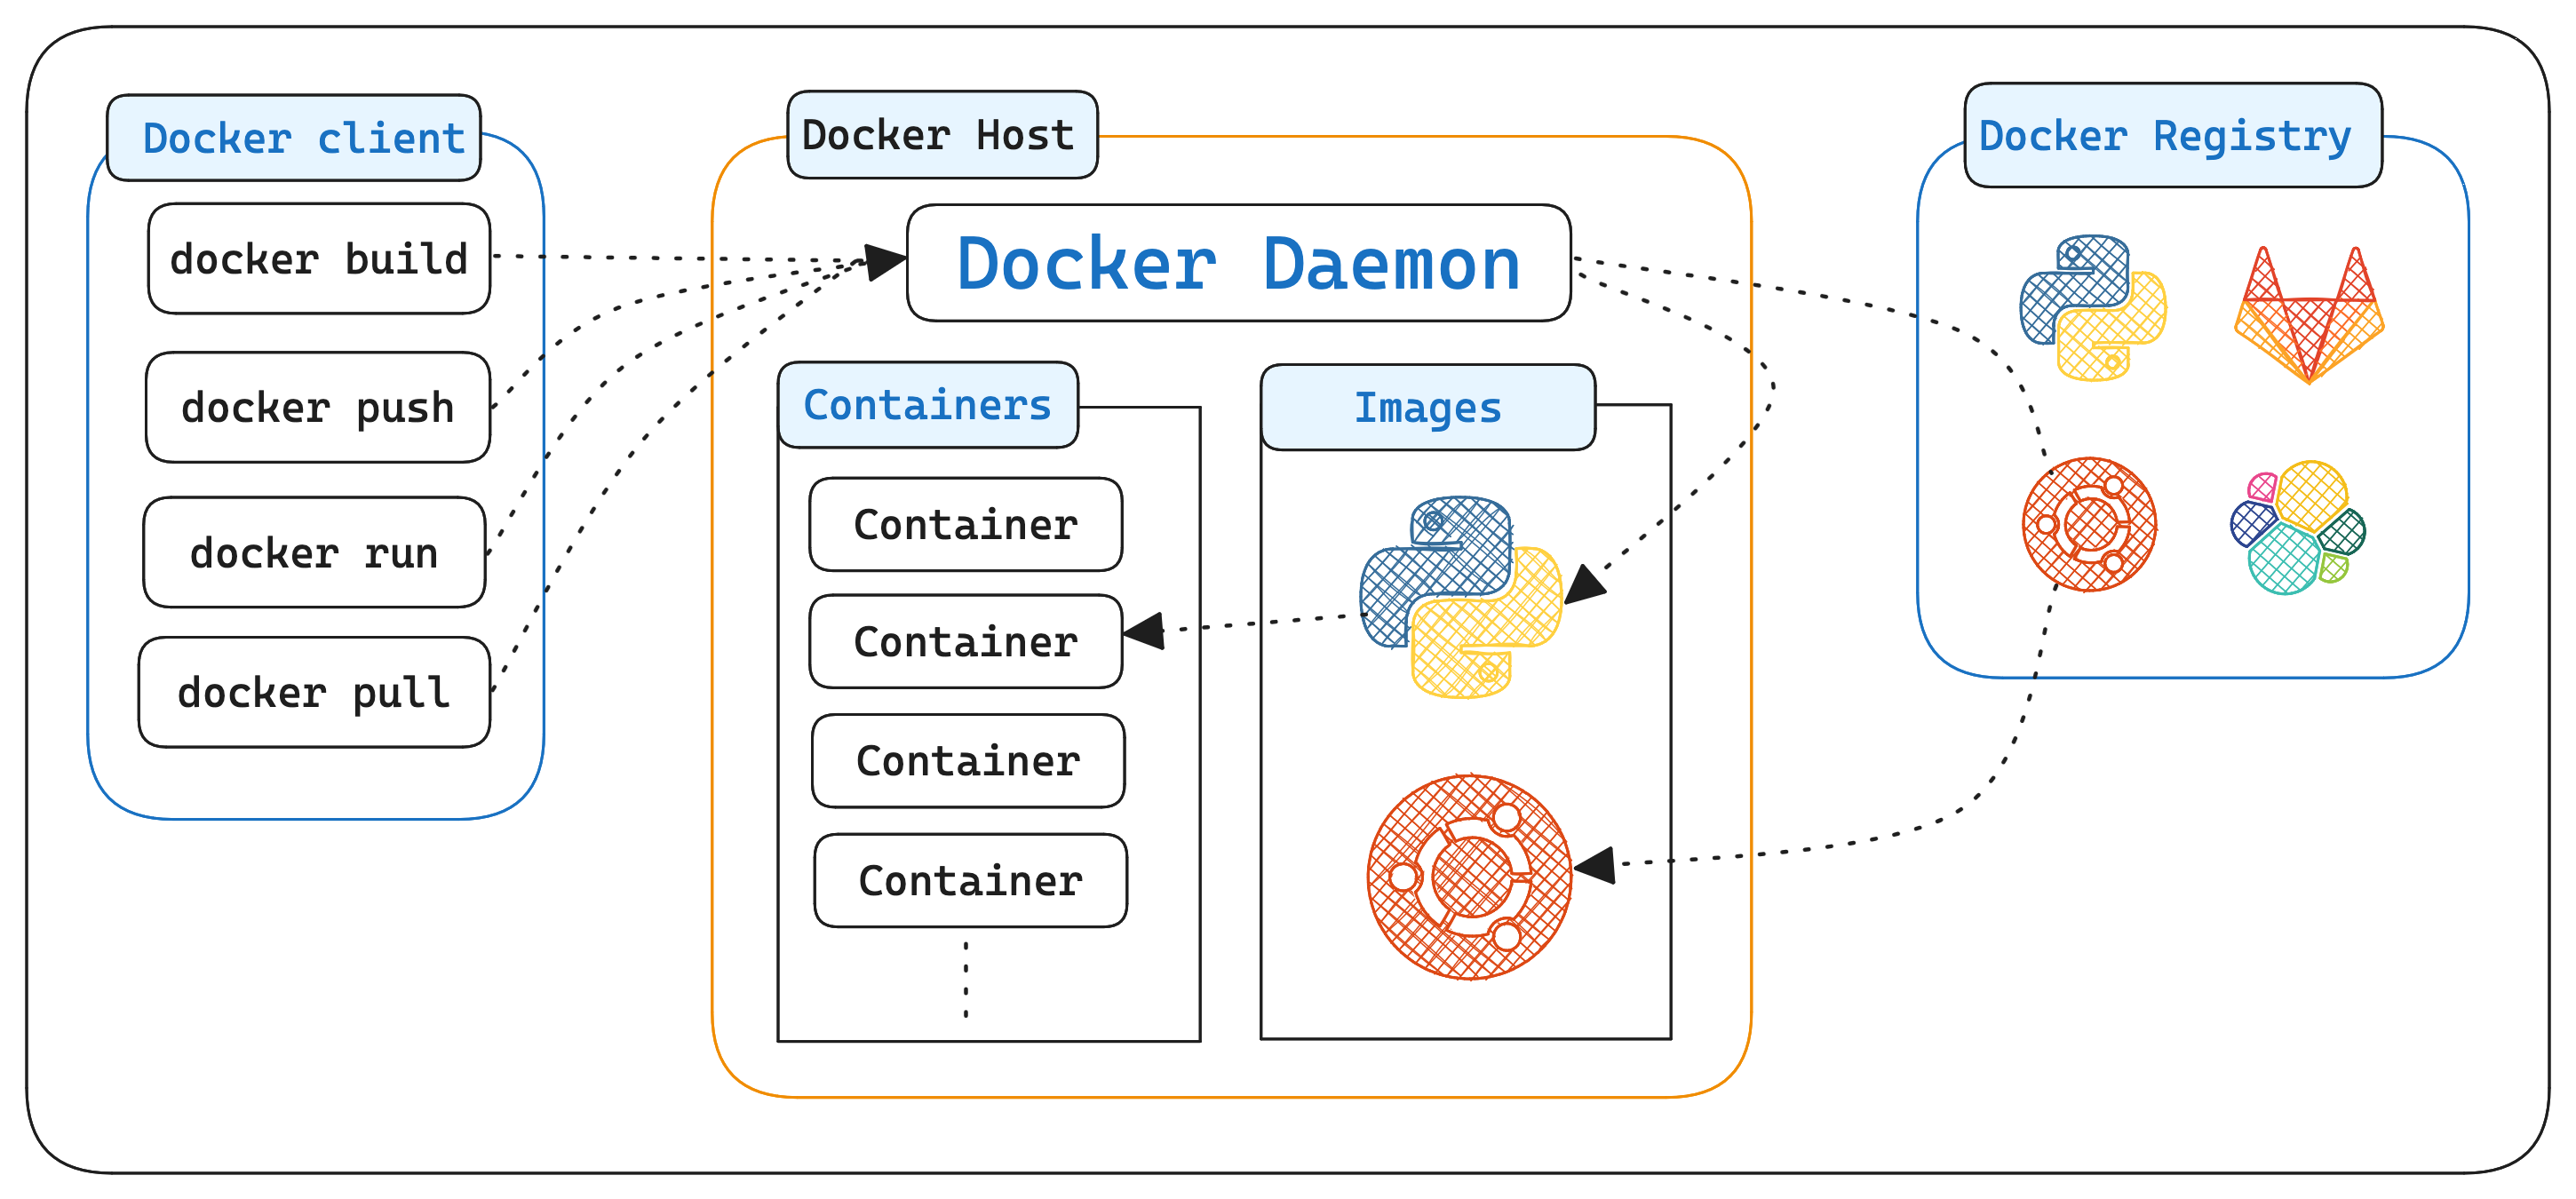 Docker client
docker build
docker push
docker run
docker pull
Docker Host
Docker Daemon
Containers
Container
Container
Container
Container
Images
Docker Registry